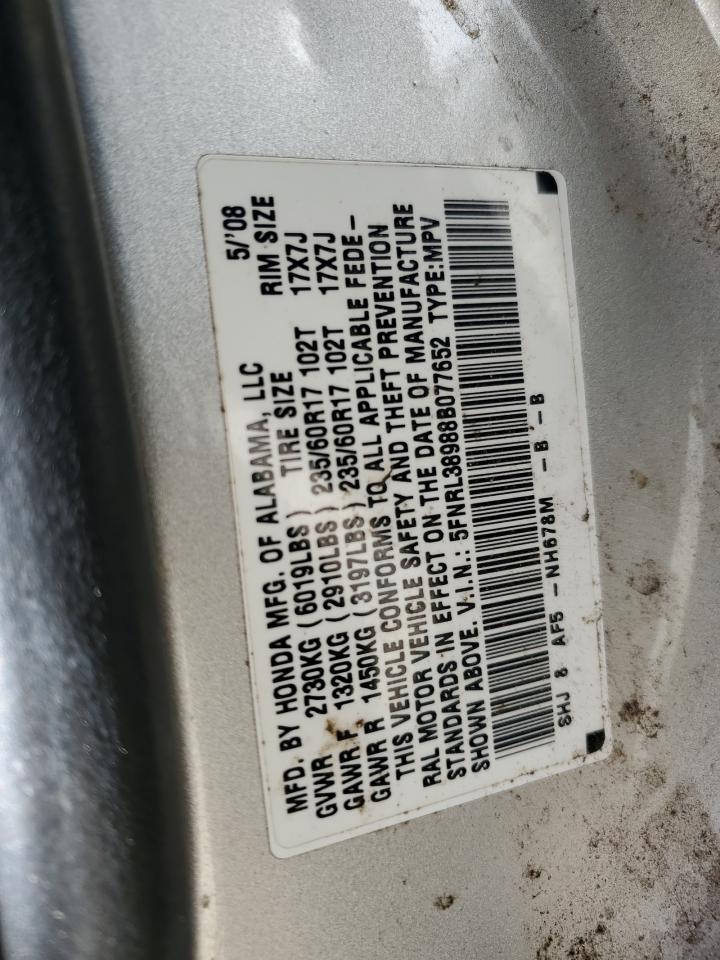 MFD. BY HONDA MFG. OF ALABAMA, LLC 5/'08
GVWR 2730KG (6019LBS) TIRE SIZE RIM SIZE
GAWR F 1320KG (2910LBS) 235/60R17 102T 17X7J
GAWR R 1450KG (3197LBS) 235/60R17 102T 17X7J
THIS VEHICLE CONFORMS TO ALL APPLICABLE FEDE-
RAL MOTOR VEHICLE SAFETY AND THEFT PREVENTION
STANDARDS IN EFFECT ON THE DATE OF MANUFACTURE
SHOWN ABOVE. V.I.N.: 5FNRL38988B077652 TYPE:MPV
SHJ 8 AF5 - NH678M - B - B